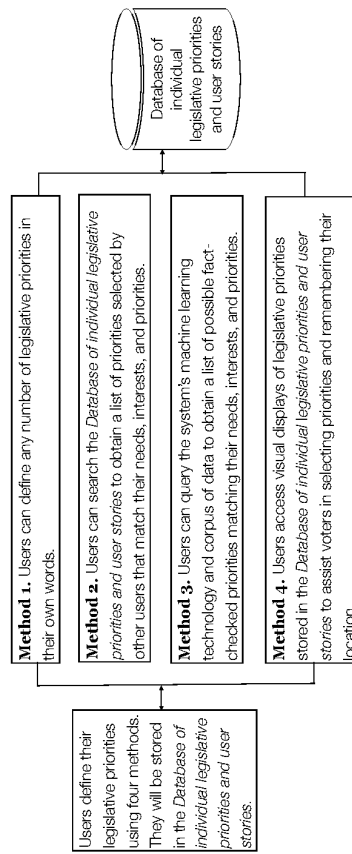 Users define their
legislative priorities
using four methods.
They will be stored
in the Database of
individual legislative
priorities and user
stories.
Method 1. Users can define any number of legislative priorities in
their own words.
Method 2. Users can search the Database of individual legislative
priorities and user stories to obtain a list of priorities selected by
other users that match their needs, interests, and priorities.
Method 3. Users can query the system's machine learning
technology and corpus of data to obtain a list of possible fact-
checked priorities matching their needs, interests, and priorities.
Method 4. Users access visual displays of legislative priorities
stored in the Database of individual legislative priorities and user
stories to assist voters in selecting priorities and remembering their
location
Database of
individual
legislative priorities
and user stories